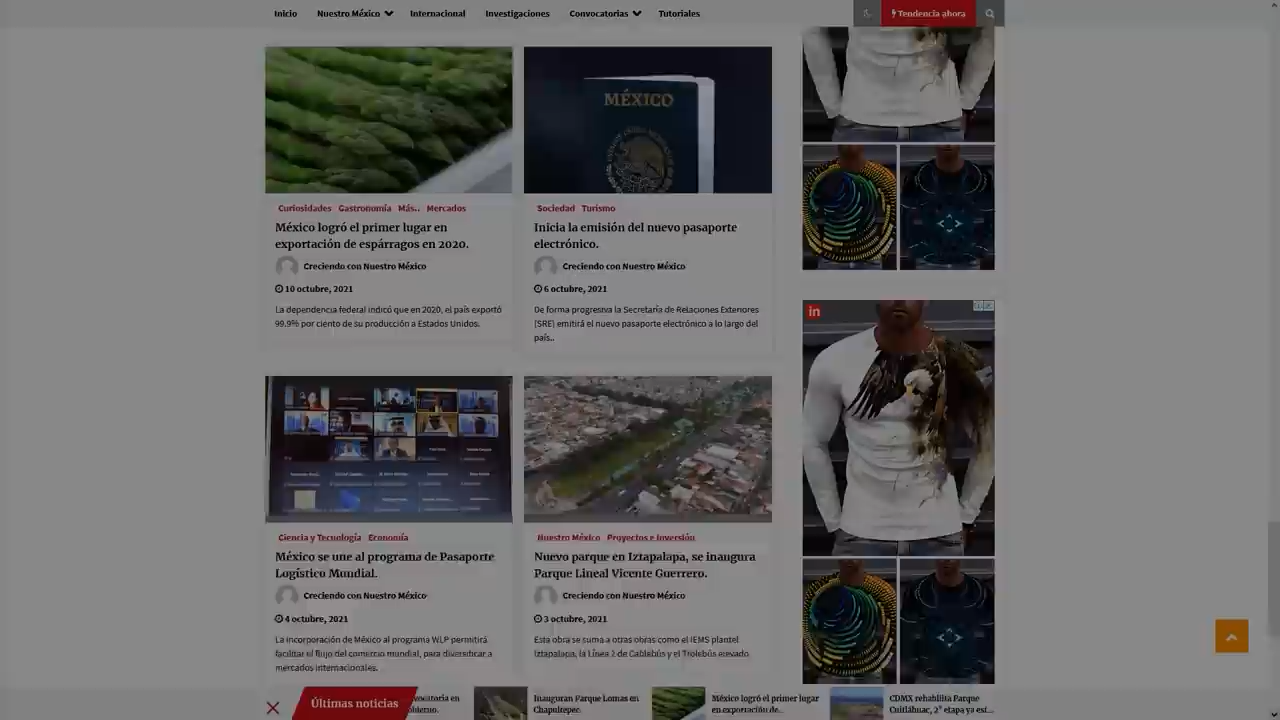 Inicio Nuestro México Internacional Investigaciones Convocatorias Tutoriales
Tendencia ahora
MÉXICO
Curiosidades Gastronomía Más.. Mercados
México logró el primer lugar en
exportación de espárragos en 2020.
Creciendo con Nuestro México
10 octubre, 2021
La dependencia federal indicó que en 2020, el país exportó
99.9% por ciento de su producción a Estados Unidos.
Sociedad Turismo
Inicia la emisión del nuevo pasaporte
electrónico.
Creciendo con Nuestro México
6 octubre, 2021
De forma progresiva la Secretaría de Relaciones Exteriores
(SRE) emitirá el nuevo pasaporte electrónico a lo largo del
país..
in
Ciencia y Tecnología Economía
México se une al programa de Pasaporte
Logístico Mundial.
Creciendo con Nuestro México
4 octubre, 2021
La incorporación de México al programa WLP permitirá
facilitar el flujo del comercio mundial, para diversificar a
mercados internacionales.
Nuestro México Proyectos e Inversión
Nuevo parque en Iztapalapa, se inaugura
Parque Lineal Vicente Guerrero.
Creciendo con Nuestro México
3 octubre, 2021
Esta obra se suma a otras obras como el IEMS plantel
Iztapalapa, la Línea 2 de Cablebús y el Trolebús elevado.
Últimas noticias
vocatoria en
obierno.
Inauguran Parque Lomas en
Chapultepec.
México logró el primer lugar
en exportación de...
CDMX rehabilita Parque
Cuitláhuac, 2° etapa ya est...